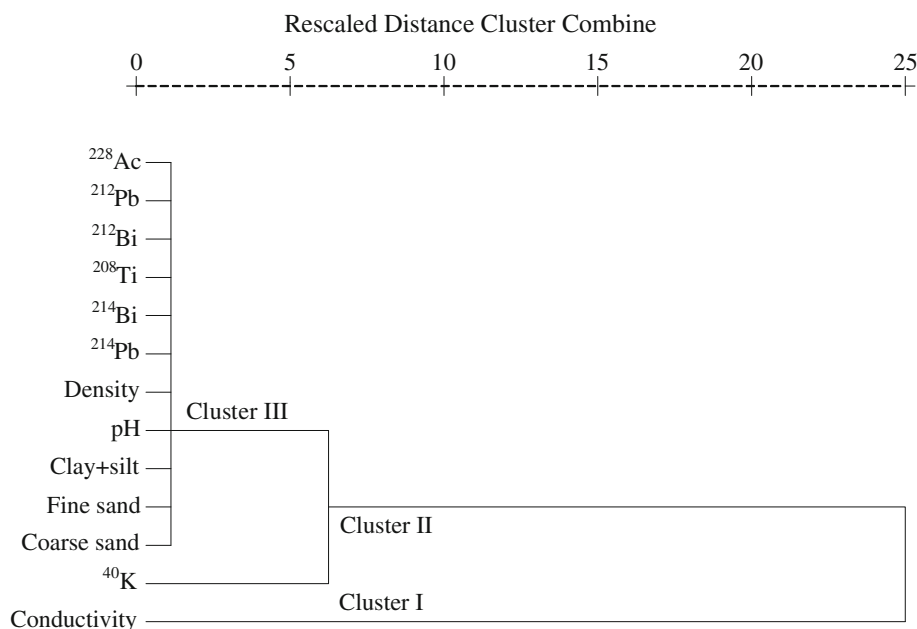 Rescaled Distance Cluster Combine
0 5 10 15 20 25
²²⁸Ac
²¹²Pb
²¹²Bi
²⁰⁸Ti
²¹⁴Bi
²¹⁴Pb
Density
Cluster III
pH
Clay+silt
Fine sand
Cluster II
Coarse sand
⁴⁰K
Cluster I
Conductivity